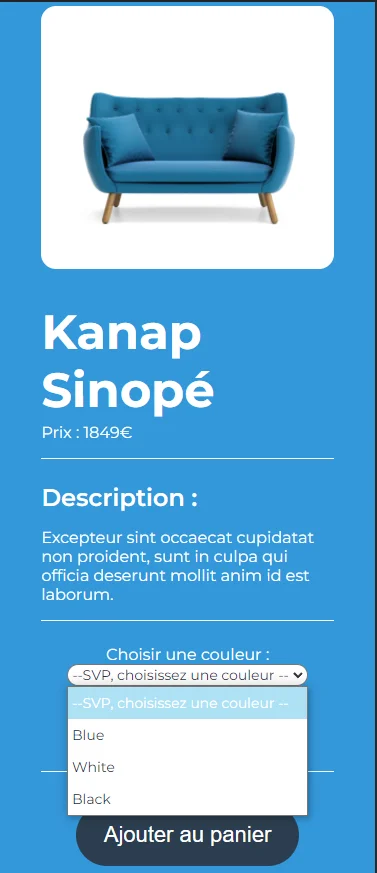 Kanap
Sinopé
Prix : 1849€
Description :
Excepteur sint occaecat cupidatat
non proident, sunt in culpa qui
officia deserunt mollit anim id est
laborum.
Choisir une couleur :
--SVP, choisissez une couleur --
--SVP, choisissez une couleur --
Blue
White
Black
Ajouter au panier